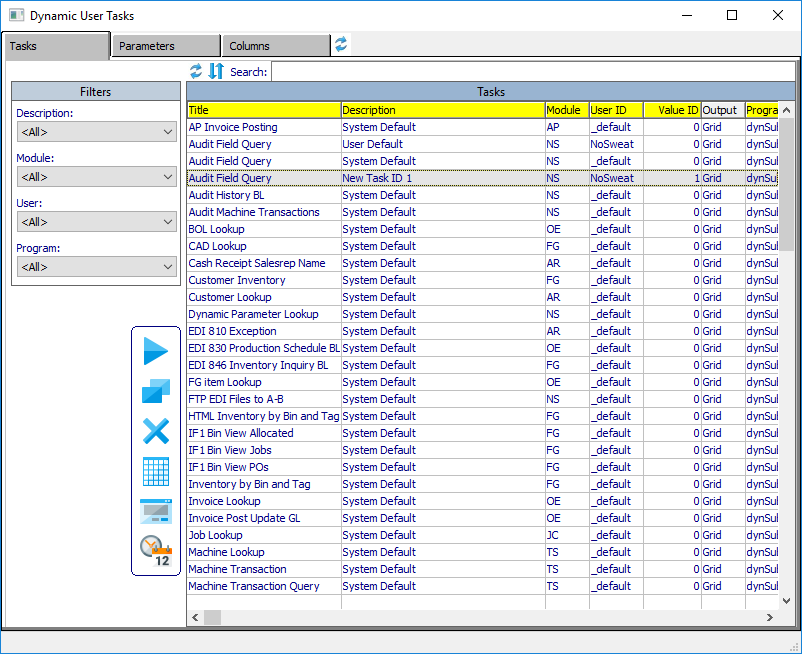 Dynamic User Tasks
Tasks Parameters Columns
Search:
Filters
Description:
<All>
Module:
<All>
User:
<All>
Program:
<All>
12
Tasks
Title Description Module User ID Value ID Output Progra
AP Invoice Posting System Default AP _default 0 Grid dynSul
Audit Field Query User Default NS NoSweat 0 Grid dynSul
Audit Field Query System Default NS _default 0 Grid dynSul
Audit Field Query New Task ID 1 NS NoSweat 1 Grid dynSul
Audit History BL System Default NS _default 0 Grid dynSul
Audit Machine Transactions System Default NS _default 0 Grid dynSul
BOL Lookup System Default OE _default 0 Grid dynSul
CAD Lookup System Default FG _default 0 Grid dynSul
Cash Receipt Salesrep Name System Default AR _default 0 Grid dynSul
Customer Inventory System Default FG _default 0 Grid dynSul
Customer Lookup System Default AR _default 0 Grid dynSul
Dynamic Parameter Lookup System Default NS _default 0 Grid dynSul
EDI 810 Exception System Default AR _default 0 Grid dynSul
EDI 830 Production Schedule BL System Default OE _default 0 Grid dynSul
EDI 846 Inventory Inquiry BL System Default FG _default 0 Grid dynSul
FG item Lookup System Default OE _default 0 Grid dynSul
FTP EDI Files to A-B System Default NS _default 0 Grid dynSul
HTML Inventory by Bin and Tag System Default FG _default 0 Grid dynSul
IF1 Bin View Allocated System Default FG _default 0 Grid dynSul
IF1 Bin View Jobs System Default FG _default 0 Grid dynSul
IF1 Bin View POs System Default FG _default 0 Grid dynSul
Inventory by Bin and Tag System Default FG _default 0 Grid dynSul
Invoice Lookup System Default OE _default 0 Grid dynSul
Invoice Post Update GL System Default OE _default 0 Grid dynSul
Job Lookup System Default JC _default 0 Grid dynSul
Machine Lookup System Default TS _default 0 Grid dynSul
Machine Transaction System Default TS _default 0 Grid dynSul
Machine Transaction Query System Default TS _default 0 Grid dynSul